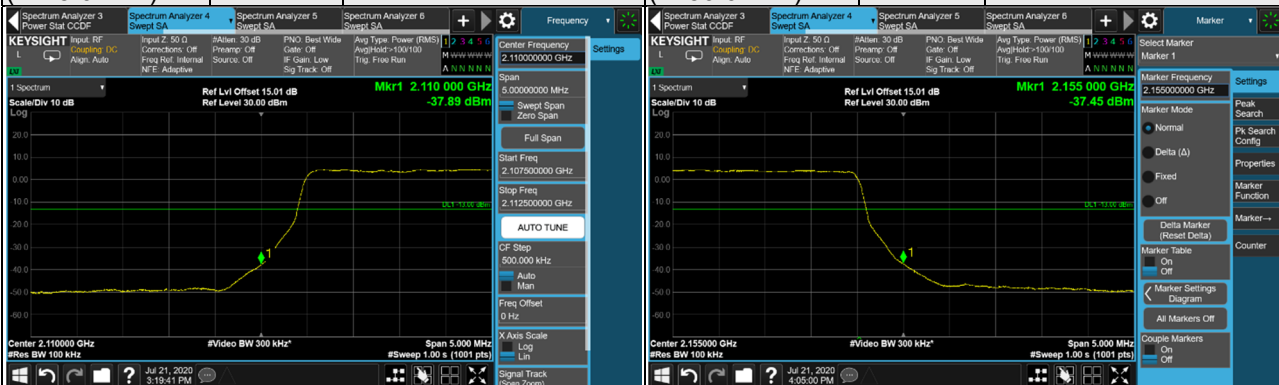 Spectrum Analyzer 3
Power Stat CCDF
Spectrum Analyzer 4
Swept SA
Spectrum Analyzer 5
Swept SA
Spectrum Analyzer 6
Swept SA
Frequency
KEYSIGHT
L
Input: RF
Coupling: DC
Align: Auto
Input Z: 50 Ω
Corrections: Off
Freq Ref: Internal
NFE: Adaptive
#Atten: 30 dB
Preamp: Off
Source: Off
PNO: Best Wide
Gate: Off
IF Gain: Low
Sig Track: Off
Avg Type: Power (RMS)
Avg|Hold:>100/100
Trig: Free Run
1 2 3 4 5 6
M W W W W W
A N N N N N
1 Spectrum
Scale/Div 10 dB
Log
Ref Lvl Offset 15.01 dB
Ref Level 30.00 dBm
Mkr1 2.110 000 GHz
-37.89 dBm
20.0
10.0
0.00
-10.0
-20.0
-30.0
-40.0
-50.0
-60.0
DL1 -13.00 dBm
1
Center 2.110000 GHz
#Res BW 100 kHz
#Video BW 300 kHz*
Span 5.000 MHz
#Sweep 1.00 s (1001 pts)
Jul 21, 2020
3:19:41 PM
Center Frequency
2.110000000 GHz
Settings
Span
5.00000000 MHz
Swept Span
Zero Span
Full Span
Start Freq
2.107500000 GHz
Stop Freq
2.112500000 GHz
AUTO TUNE
CF Step
500.000 kHz
Auto
Man
Freq Offset
0 Hz
X Axis Scale
Log
Lin
Signal Track
(Span Zoom)
Spectrum Analyzer 3
Power Stat CCDF
Spectrum Analyzer 4
Swept SA
Spectrum Analyzer 5
Swept SA
Spectrum Analyzer 6
Swept SA
Marker
KEYSIGHT
L
Input: RF
Coupling: DC
Align: Auto
Input Z: 50 Ω
Corrections: Off
Freq Ref: Internal
NFE: Adaptive
#Atten: 30 dB
Preamp: Off
Source: Off
PNO: Best Wide
Gate: Off
IF Gain: Low
Sig Track: Off
Avg Type: Power (RMS)
Avg|Hold:>100/100
Trig: Free Run
1 2 3 4 5 6
M W W W W W
A N N N N N
1 Spectrum
Scale/Div 10 dB
Log
Ref Lvl Offset 15.01 dB
Ref Level 30.00 dBm
Mkr1 2.155 000 GHz
-37.45 dBm
20.0
10.0
0.00
-10.0
-20.0
-30.0
-40.0
-50.0
-60.0
DL1 -13.00 dBm
1
Center 2.155000 GHz
#Res BW 100 kHz
#Video BW 300 kHz*
Span 5.000 MHz
#Sweep 1.00 s (1001 pts)
Jul 21, 2020
4:05:00 PM
Select Marker
Marker 1
Marker Frequency
2.155000000 GHz
Marker Mode
Normal
Delta (Δ)
Fixed
Off
Delta Marker
(Reset Delta)
Marker Table
On
Off
Marker Settings
Diagram
All Markers Off
Couple Markers
On
Off
Settings
Peak
Search
Pk Search
Config
Properties
Marker
Function
Marker→
Counter